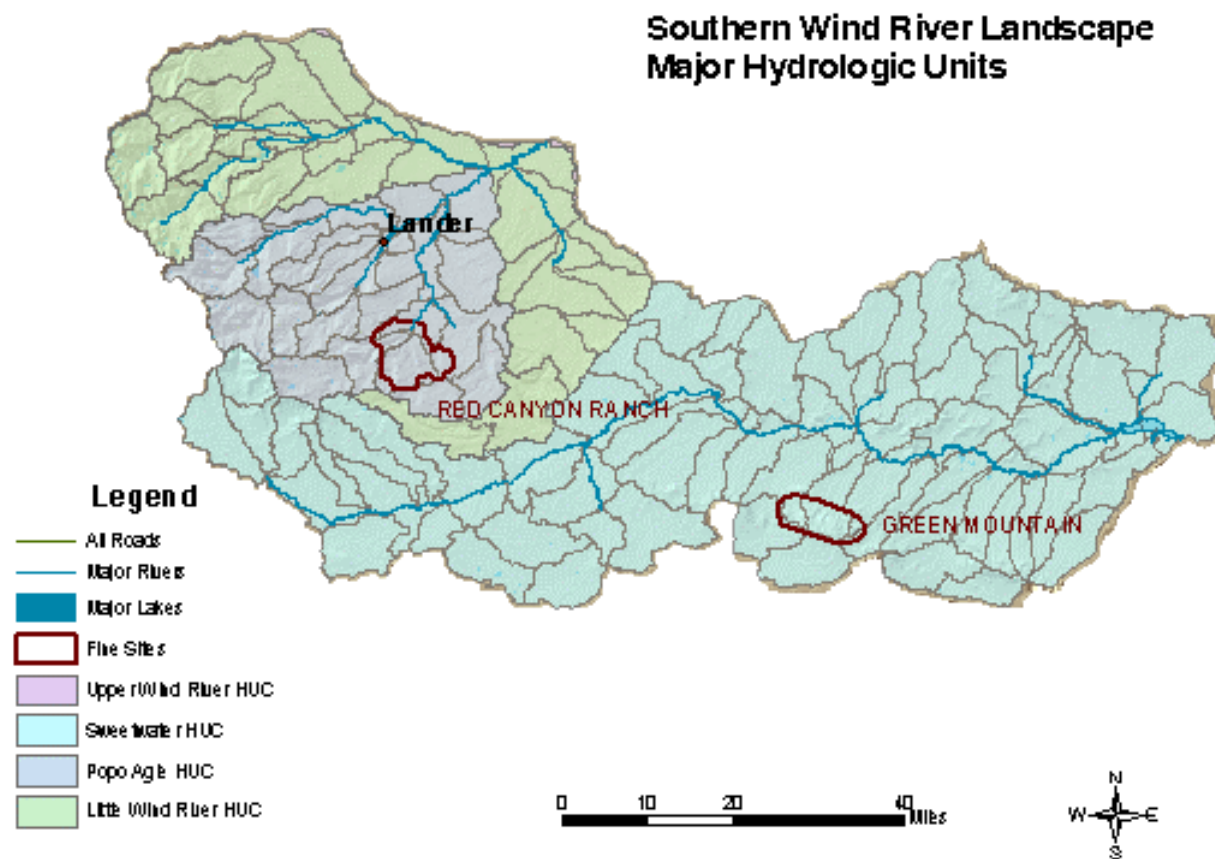 Southern Wind River Landscape
Major Hydrologic Units
Lander
RED CANYON RANCH
GREEN MOUNTAIN
Legend
All Roads
Major Rivers
Major Lakes
Fine Sites
Upper Wind River HUC
Sweetwater HUC
Popo Agie HUC
Little Wind River HUC
0 10 20 40 Miles
N
W E
S